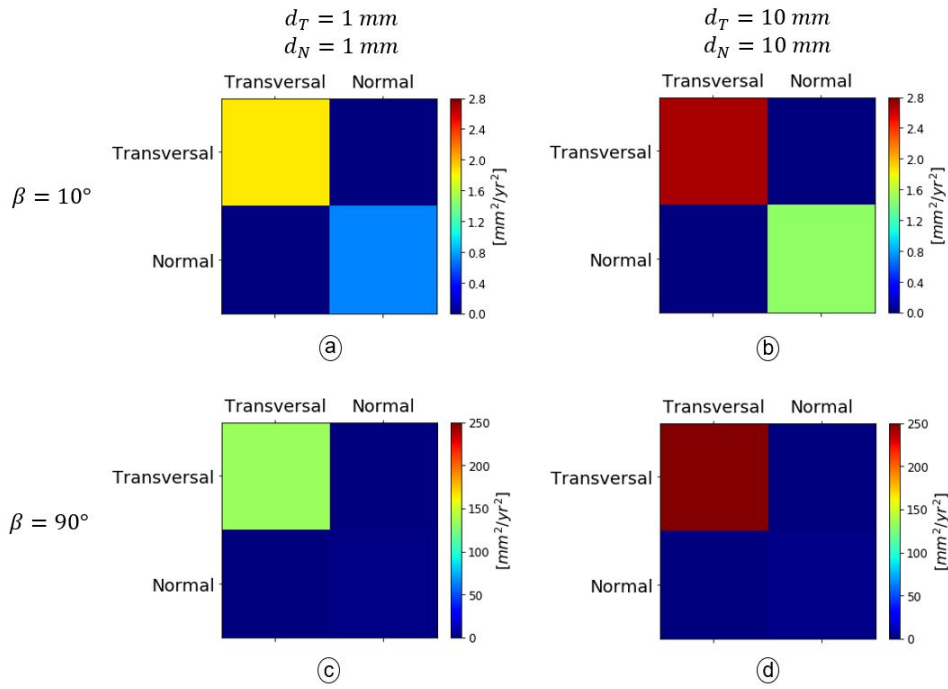 d_T = 1 mm
d_N = 1 mm
d_T = 10 mm
d_N = 10 mm
Transversal Normal
Transversal
Normal
2.8
2.4
2.0
1.6
1.2
0.8
0.4
0.0
[mm²/yr²]
Transversal Normal
Transversal
Normal
2.8
2.4
2.0
1.6
1.2
0.8
0.4
0.0
[mm²/yr²]
β = 10°
a
b
Transversal Normal
Transversal
Normal
250
200
150
100
50
0
[mm²/yr²]
Transversal Normal
Transversal
Normal
250
200
150
100
50
0
[mm²/yr²]
β = 90°
c
d